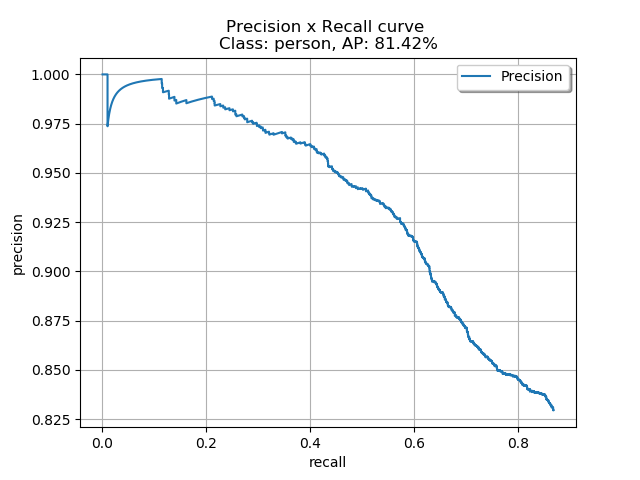 Precision x Recall curve
Class: person, AP: 81.42%
Precision
1.000
0.975
0.950
0.925
0.900
0.875
0.850
0.825
precision
0.0 0.2 0.4 0.6 0.8
recall